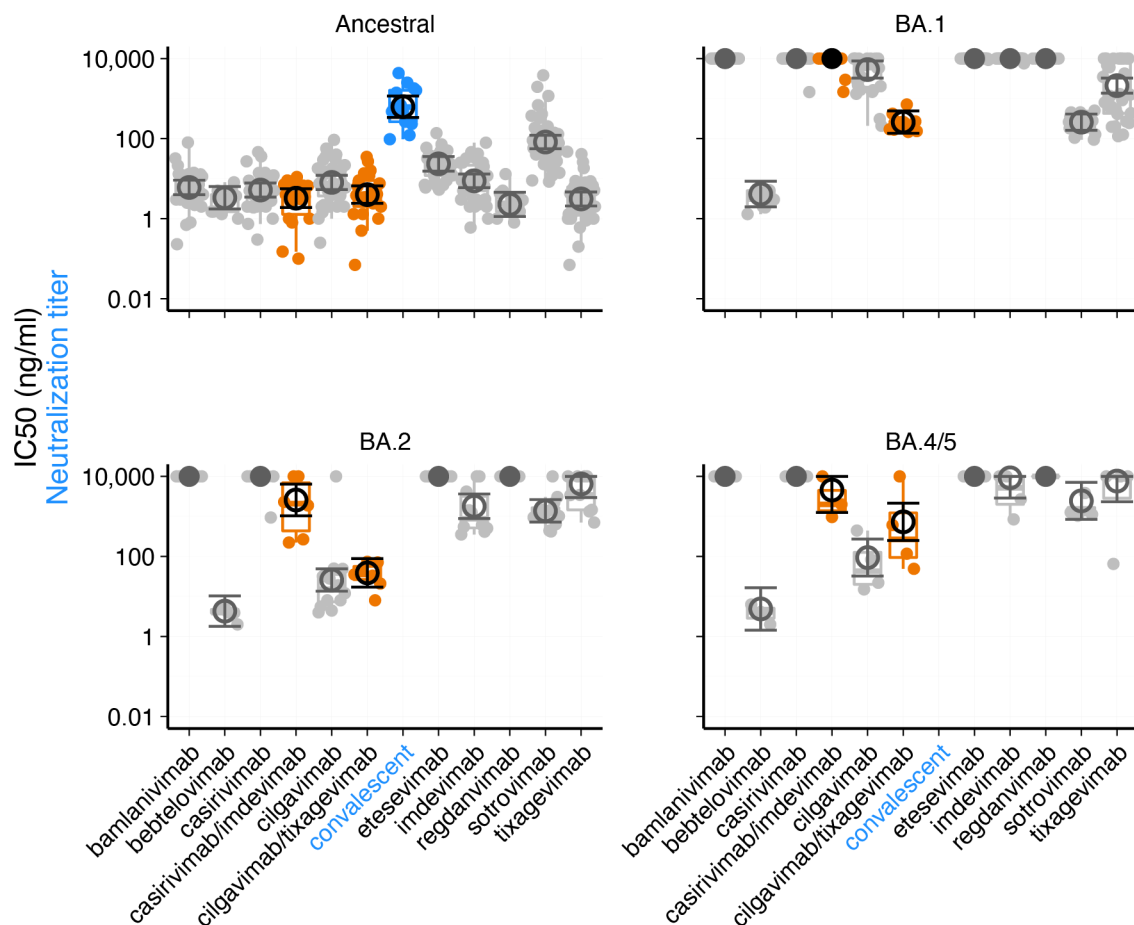 Ancestral
BA.1
10,000
100
1
0.01
IC50 (ng/ml)
Neutralization titer
BA.2
BA.4/5
10,000
100
1
0.01
bamlanivimab
bebtelovimab
casirivimab
casirivimab/imdevimab
cilgavimab
cilgavimab/tixagevimab
convalescent
etesevimab
imdevimab
regdanvimab
sotrovimab
tixagevimab
bamlanivimab
bebtelovimab
casirivimab
casirivimab/imdevimab
cilgavimab
cilgavimab/tixagevimab
convalescent
etesevimab
imdevimab
regdanvimab
sotrovimab
tixagevimab